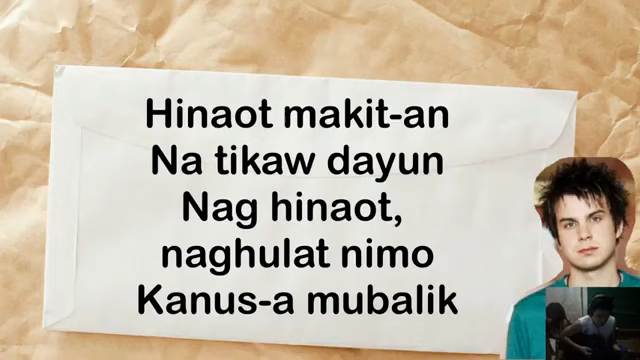 Hinaot makit-an
Na tikaw dayun
Nag hinaot,
naghulat nimo
Kanus-a mubalik